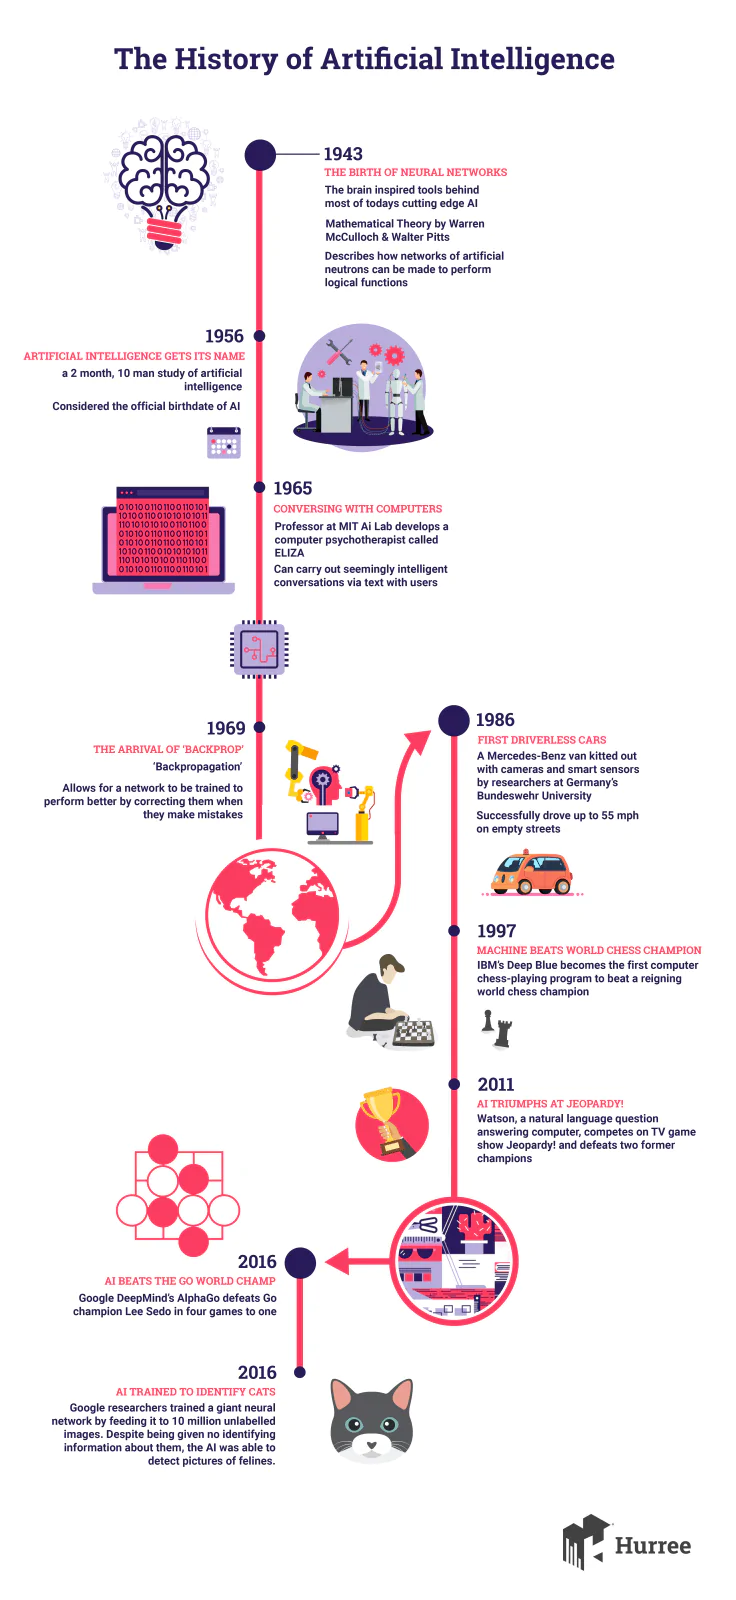 The History of Artificial Intelligence
1943
THE BIRTH OF NEURAL NETWORKS
The brain inspired tools behind
most of todays cutting edge AI
Mathematical Theory by Warren
McCulloch & Walter Pitts
Describes how networks of artificial
neutrons can be made to perform
logical functions
1956
ARTIFICIAL INTELLIGENCE GETS ITS NAME
a 2 month, 10 man study of artificial
intelligence
Considered the official birthdate of AI
1965
CONVERSING WITH COMPUTERS
Professor at MIT Ai Lab develops a
computer psychotherapist called
ELIZA
Can carry out seemingly intelligent
conversations via text with users
1969
THE ARRIVAL OF ‘BACKPROP’
‘Backpropagation’
Allows for a network to be trained to
perform better by correcting them when
they make mistakes
1986
FIRST DRIVERLESS CARS
A Mercedes-Benz van kitted out
with cameras and smart sensors
by researchers at Germany's
Bundeswehr University
Successfully drove up to 55 mph
on empty streets
1997
MACHINE BEATS WORLD CHESS CHAMPION
IBM's Deep Blue becomes the first computer
chess-playing program to beat a reigning
world chess champion
2011
AI TRIUMPHS AT JEOPARDY!
Watson, a natural language question
answering computer, competes on TV game
show Jeopardy! and defeats two former
champions
2016
AI BEATS THE GO WORLD CHAMP
Google DeepMind's AlphaGo defeats Go
champion Lee Sedo in four games to one
2016
AI TRAINED TO IDENTIFY CATS
Google researchers trained a giant neural
network by feeding it to 10 million unlabelled
images. Despite being given no identifying
information about them, the AI was able to
detect pictures of felines.
Hurree